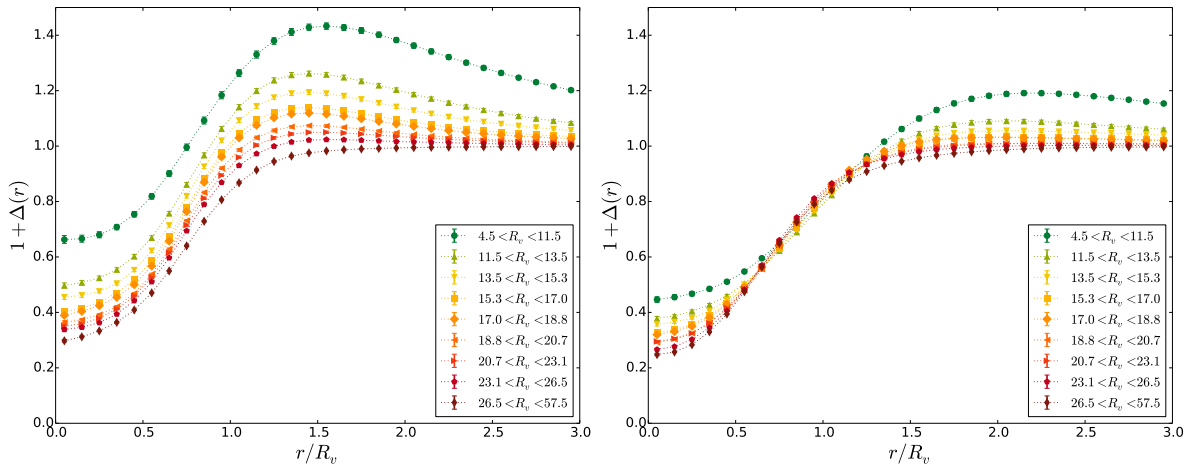 1.4
1.2
1.0
0.8
0.6
0.4
0.2
0.0
1 + Δ(r)
0.0 0.5 1.0 1.5 2.0 2.5 3.0
r/R_v
4.5 < R_v < 11.5
11.5 < R_v < 13.5
13.5 < R_v < 15.3
15.3 < R_v < 17.0
17.0 < R_v < 18.8
18.8 < R_v < 20.7
20.7 < R_v < 23.1
23.1 < R_v < 26.5
26.5 < R_v < 57.5
1.4
1.2
1.0
0.8
0.6
0.4
0.2
0.0
1 + Δ(r)
0.0 0.5 1.0 1.5 2.0 2.5 3.0
r/R_v
4.5 < R_v < 11.5
11.5 < R_v < 13.5
13.5 < R_v < 15.3
15.3 < R_v < 17.0
17.0 < R_v < 18.8
18.8 < R_v < 20.7
20.7 < R_v < 23.1
23.1 < R_v < 26.5
26.5 < R_v < 57.5